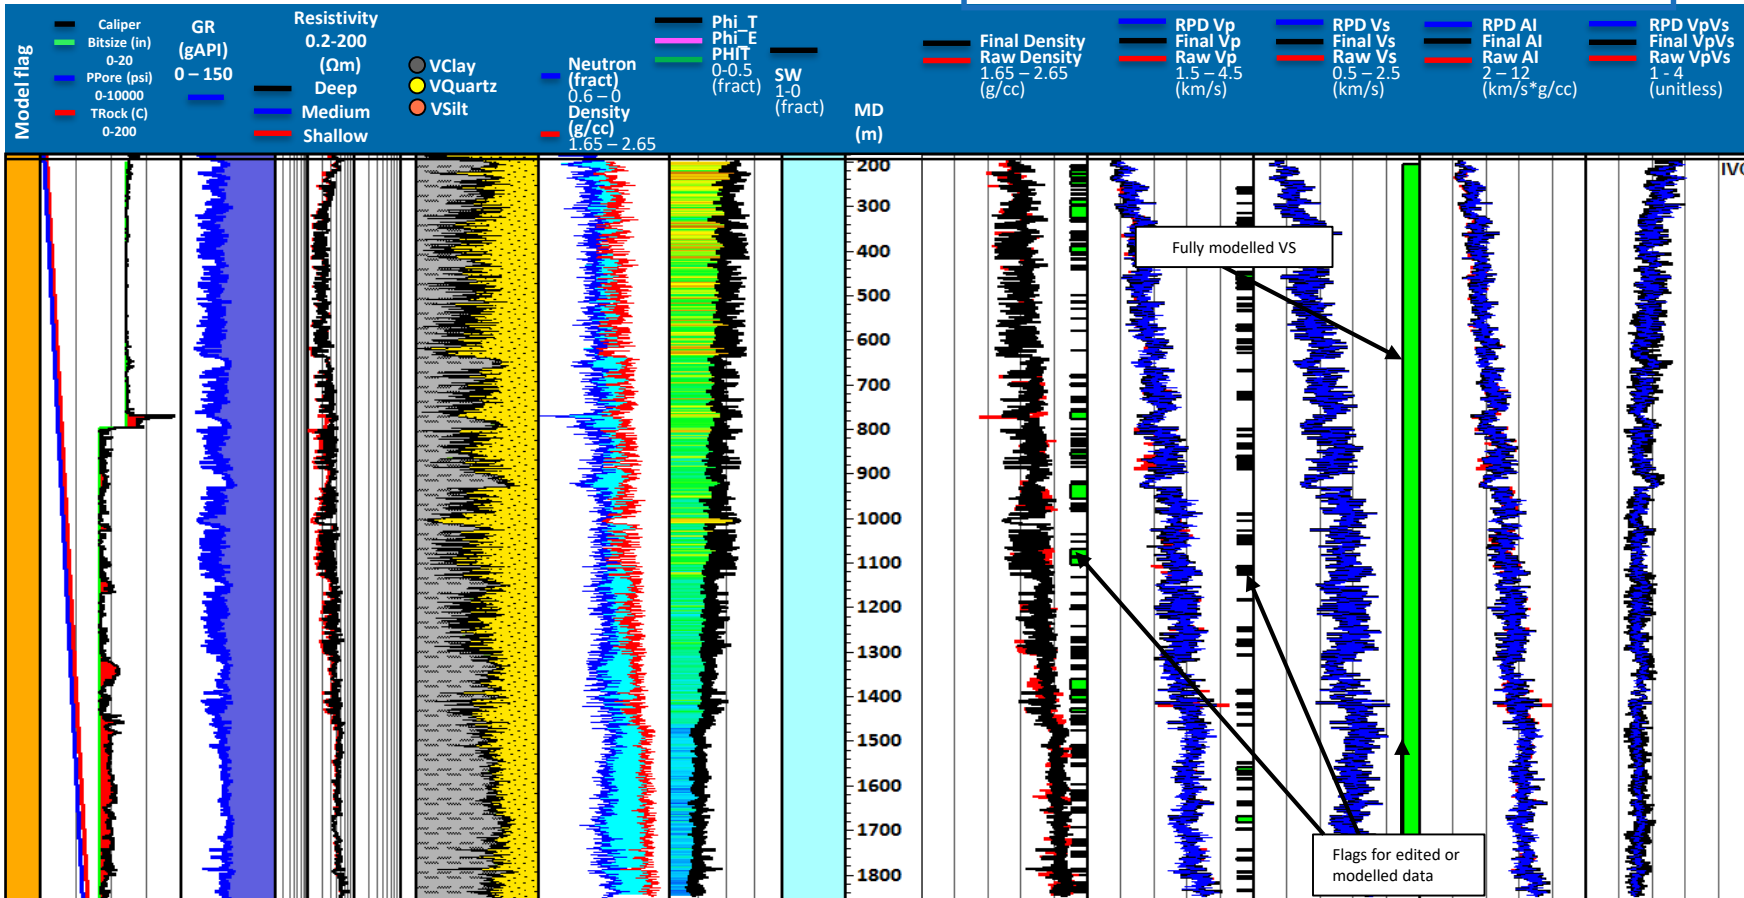 Model flag
Caliper
Bitsize (in)
0-20
PPore (psi)
0-10000
TRock (C)
0-200
GR
(gAPI)
0 – 150
Resistivity
0.2-200
(Ωm)
Deep
Medium
Shallow
VClay
VQuartz
VSilt
Neutron
(fract)
0.6 – 0
Density
(g/cc)
1.65 – 2.65
Phi_T
Phi_E
PHIT
0-0.5
(fract)
SW
1-0
(fract)
MD
(m)
Final Density
Raw Density
1.65 – 2.65
(g/cc)
RPD Vp
Final Vp
Raw Vp
1.5 – 4.5
(km/s)
RPD Vs
Final Vs
Raw Vs
0.5 – 2.5
(km/s)
RPD AI
Final AI
Raw AI
2 – 12
(km/s*g/cc)
RPD VpVs
Final VpVs
Raw VpVs
1 - 4
(unitless)
200
300
400
500
600
700
800
900
1000
1100
1200
1300
1400
1500
1600
1700
1800
Fully modelled VS
Flags for edited or
modelled data